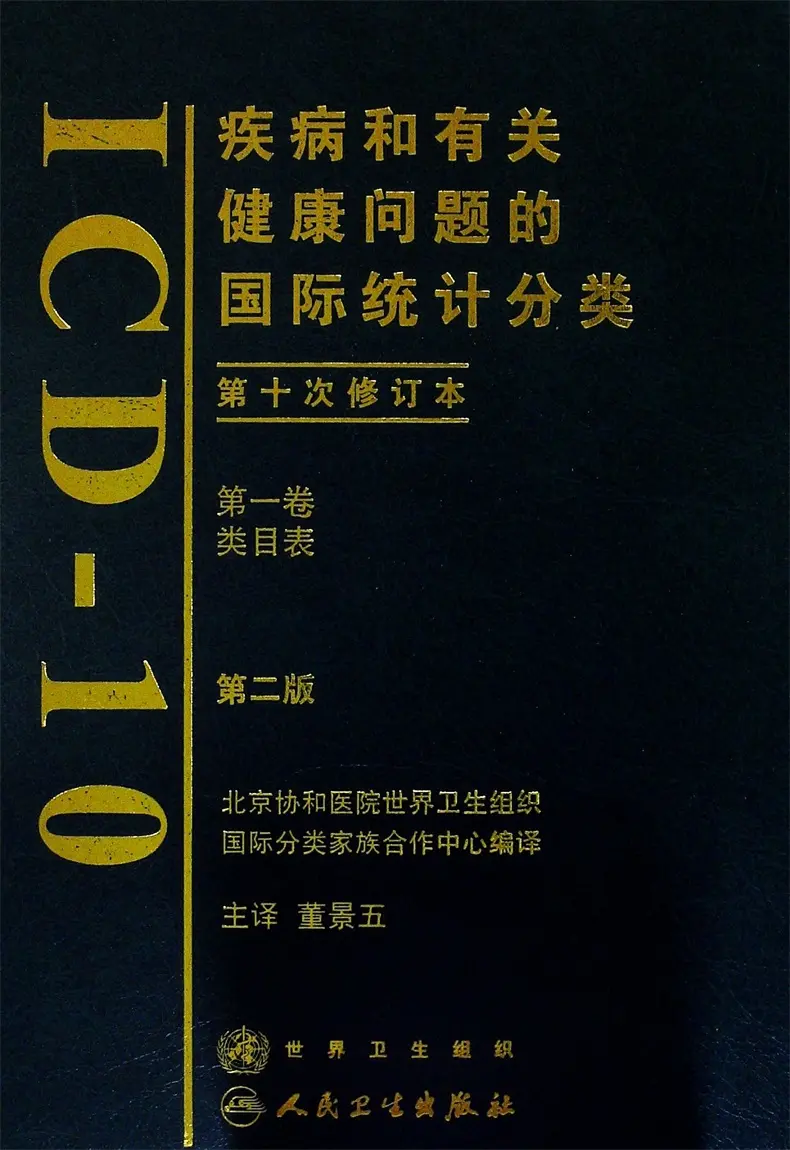 ICD-10
疾病和有关
健康问题的
国际统计分类
第十次修订本
第一卷
类目表
第二版
北京协和医院世界卫生组织
国际分类家族合作中心编译
主译 董景五
世界卫生组织
人民卫生出版社